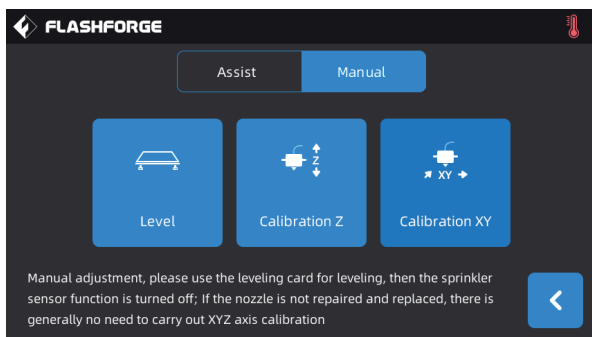 FLASHFORGE
Assist
Manual
Z
XY
Level
Calibration Z
Calibration XY
Manual adjustment, please use the leveling card for leveling, then the sprinkler
sensor function is turned off; If the nozzle is not repaired and replaced, there is
generally no need to carry out XYZ axis calibration